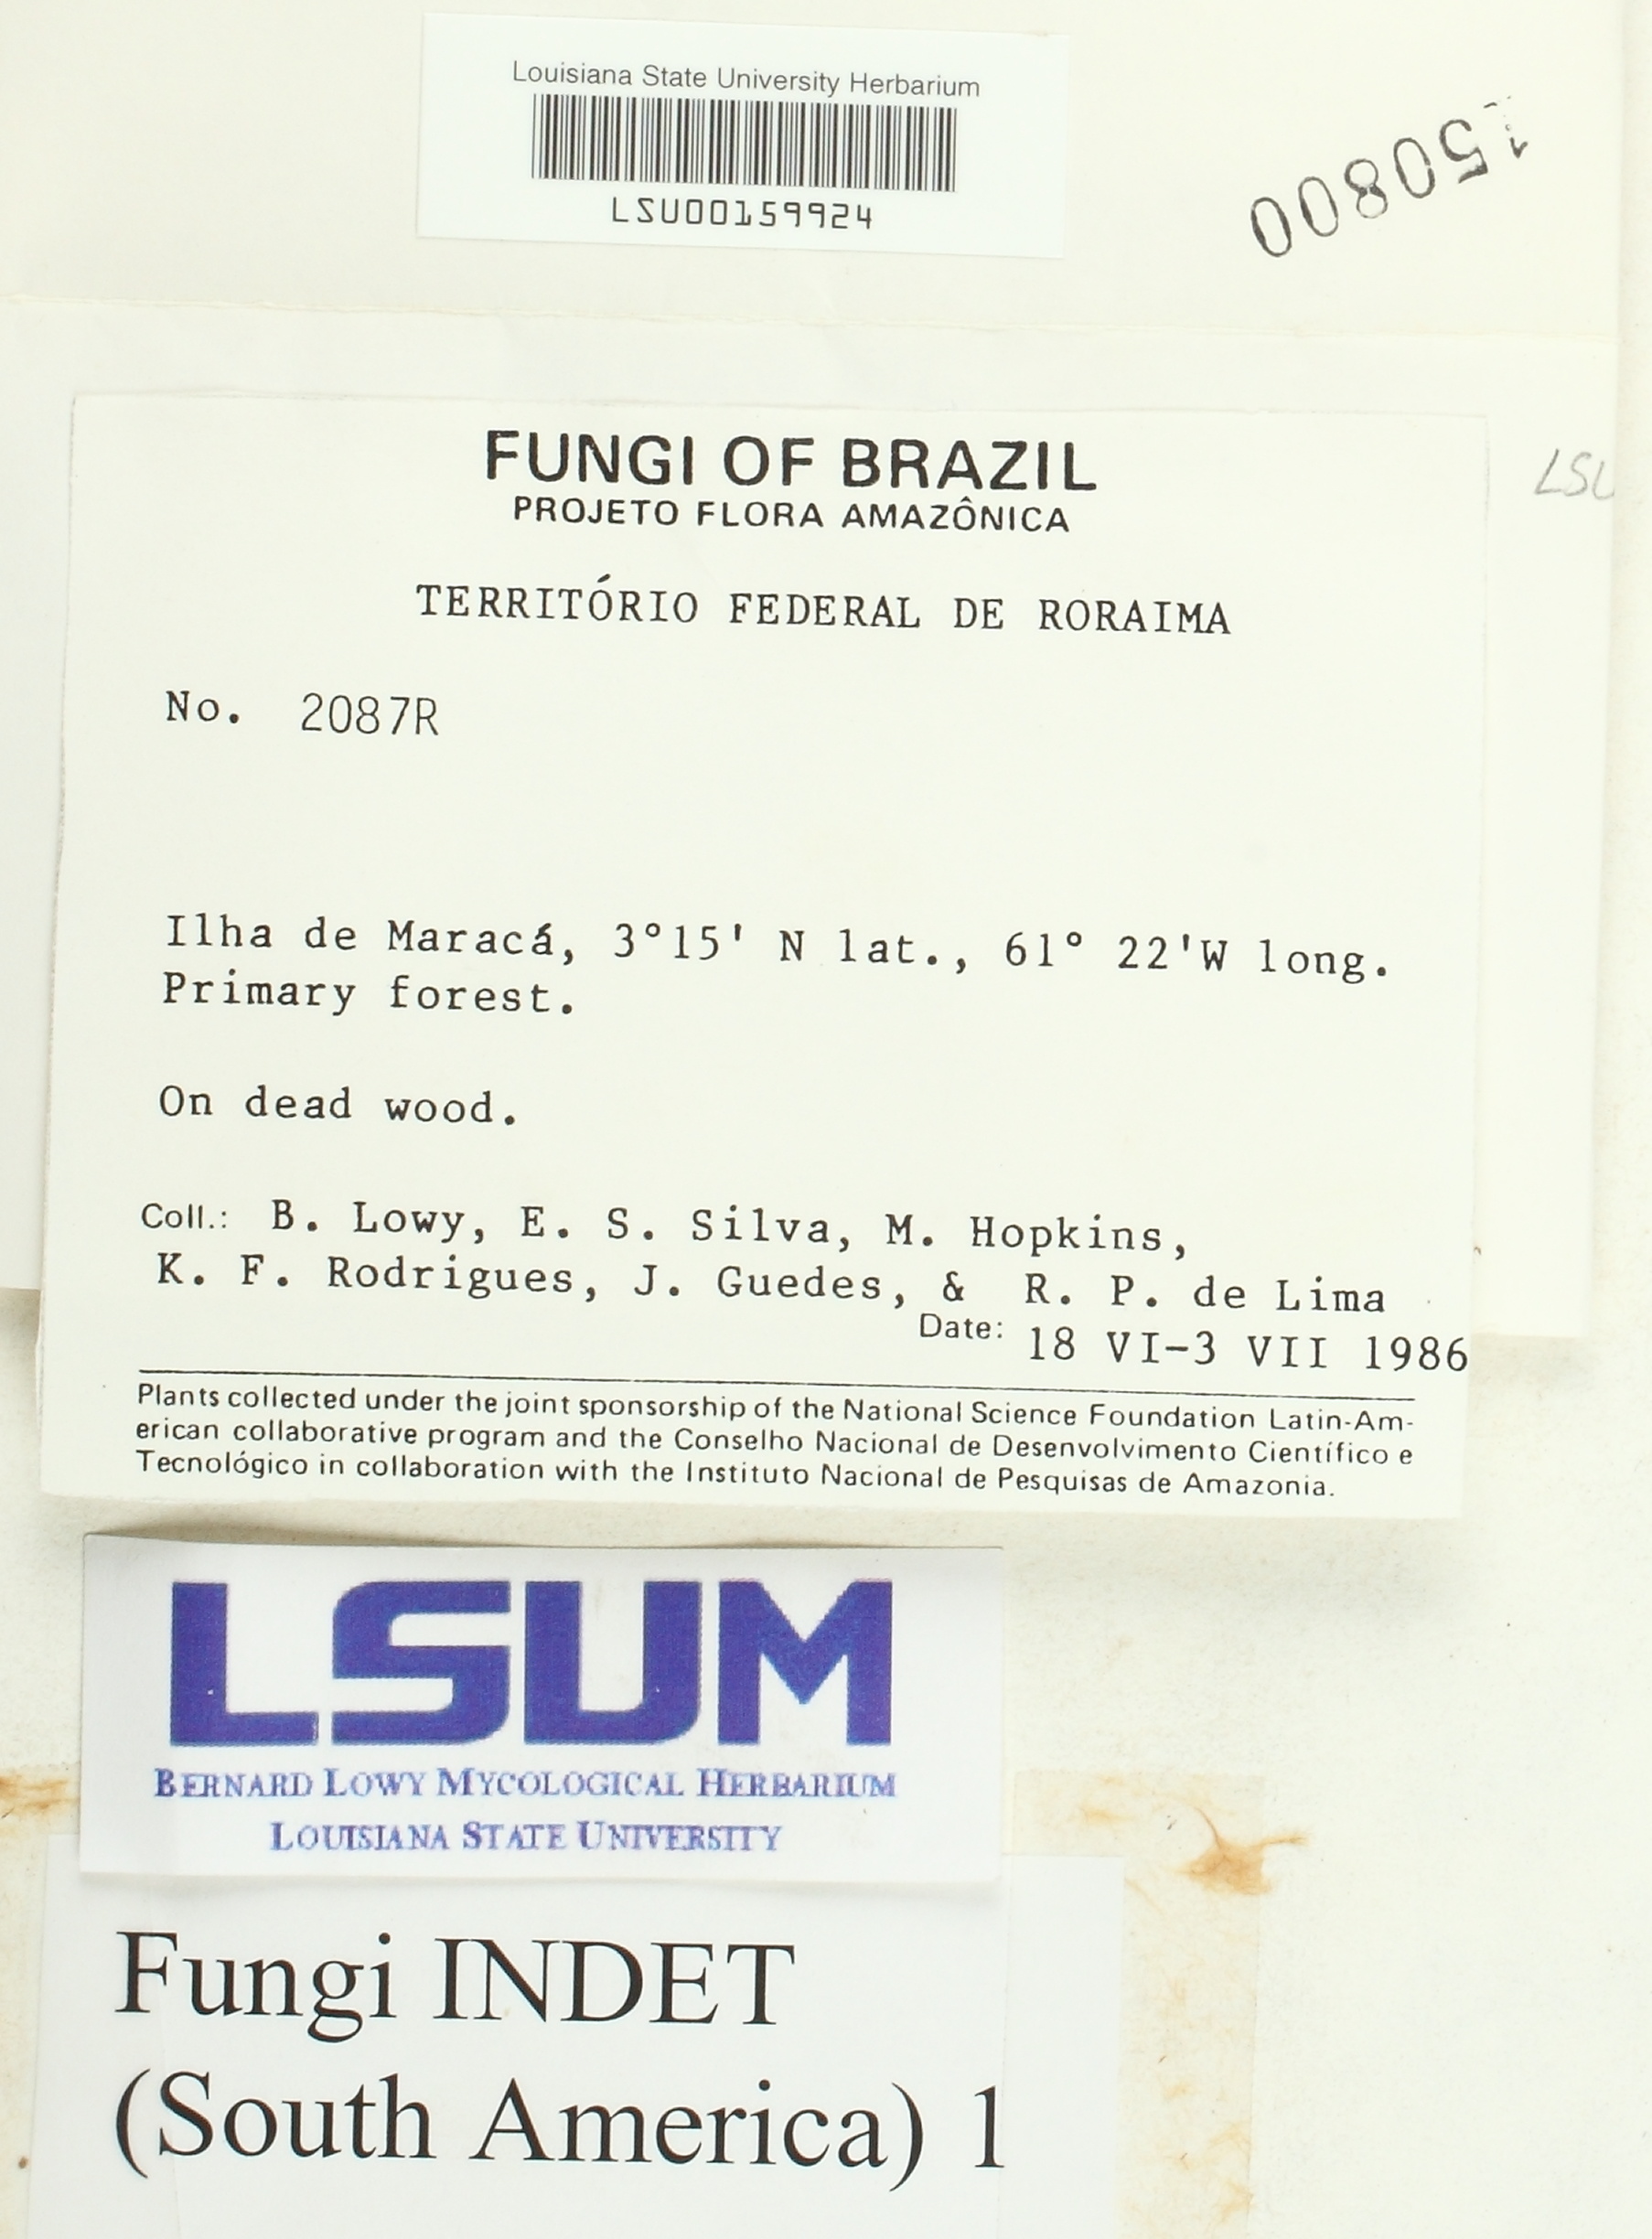 Louisiana State University Herbarium
LSU00159924
150800
FUNGI OF BRAZIL
PROJETO FLORA AMAZÔNICA
LSU
TERRITÓRIO FEDERAL DE RORAIMA
No. 2087R
Ilha de Maracá, 3°15' N lat., 61° 22'W long.
Primary forest.
On dead wood.
Coll.: B. Lowy, E. S. Silva, M. Hopkins,
K. F. Rodrigues, J. Guedes, & R. P. de Lima
Date: 18 VI-3 VII 1986
Plants collected under the joint sponsorship of the National Science Foundation Latin-Am-
erican collaborative program and the Conselho Nacional de Desenvolvimento Científico e
Tecnológico in collaboration with the Instituto Nacional de Pesquisas de Amazonia.
LSUM
BERNARD LOWY MYCOLOGICAL HERBARIUM
LOUISIANA STATE UNIVERSITY
Fungi INDET
(South America) 1